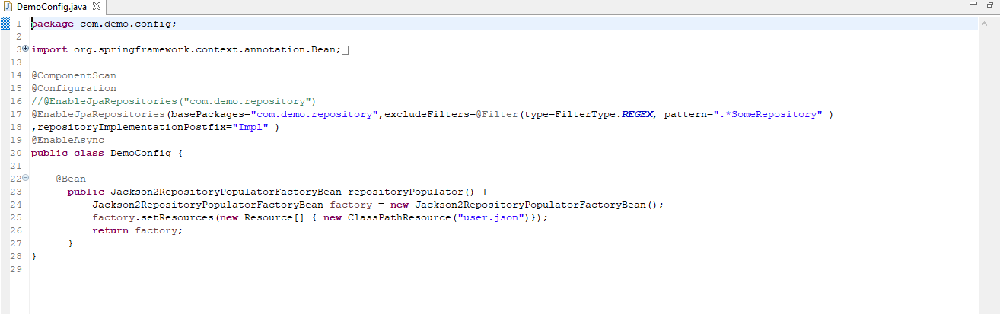 DemoConfig.java
1 package com.demo.config;
2
3 import org.springframework.context.annotation.Bean;
13
14 @ComponentScan
15 @Configuration
16 //@EnableJpaRepositories("com.demo.repository")
17 @EnableJpaRepositories(basePackages="com.demo.repository",excludeFilters=@Filter(type=FilterType.REGEX, pattern=".*SomeRepository" )
18 ,repositoryImplementationPostfix="Impl" )
19 @EnableAsync
20 public class DemoConfig {
21
22 @Bean
23 public Jackson2RepositoryPopulatorFactoryBean repositoryPopulator() {
24 Jackson2RepositoryPopulatorFactoryBean factory = new Jackson2RepositoryPopulatorFactoryBean();
25 factory.setResources(new Resource[] { new ClassPathResource("user.json")});
26 return factory;
27 }
28 }
29